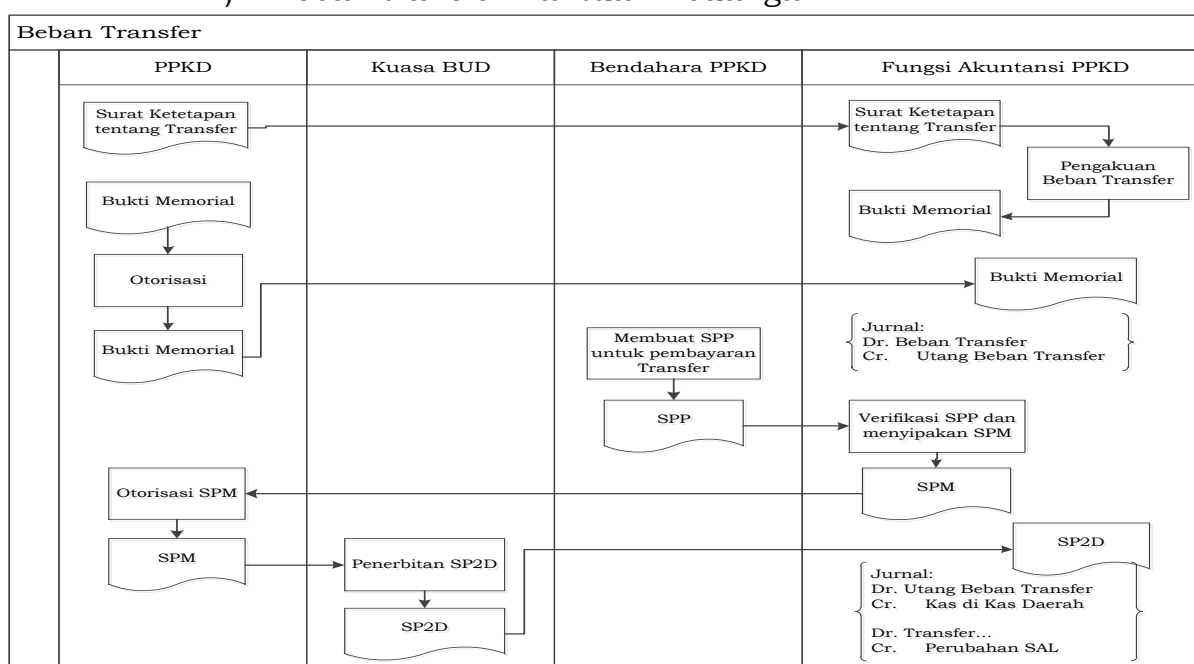 Beban Transfer
PPKD
Kuasa BUD
Bendahara PPKD
Fungsi Akuntansi PPKD
Surat Ketetapan
tentang Transfer
Surat Ketetapan
tentang Transfer
Pengakuan
Beban Transfer
Bukti Memorial
Bukti Memorial
Otorisasi
Bukti Memorial
Bukti Memorial
Jurnal:
Dr. Beban Transfer
Cr. Utang Beban Transfer
Membuat SPP
untuk pembayaran
Transfer
SPP
Verifikasi SPP dan
menyipakan SPM
SPM
Otorisasi SPM
SPM
Penerbitan SP2D
SP2D
SP2D
Jurnal:
Dr. Utang Beban Transfer
Cr. Kas di Kas Daerah
Dr. Transfer...
Cr. Perubahan SAL